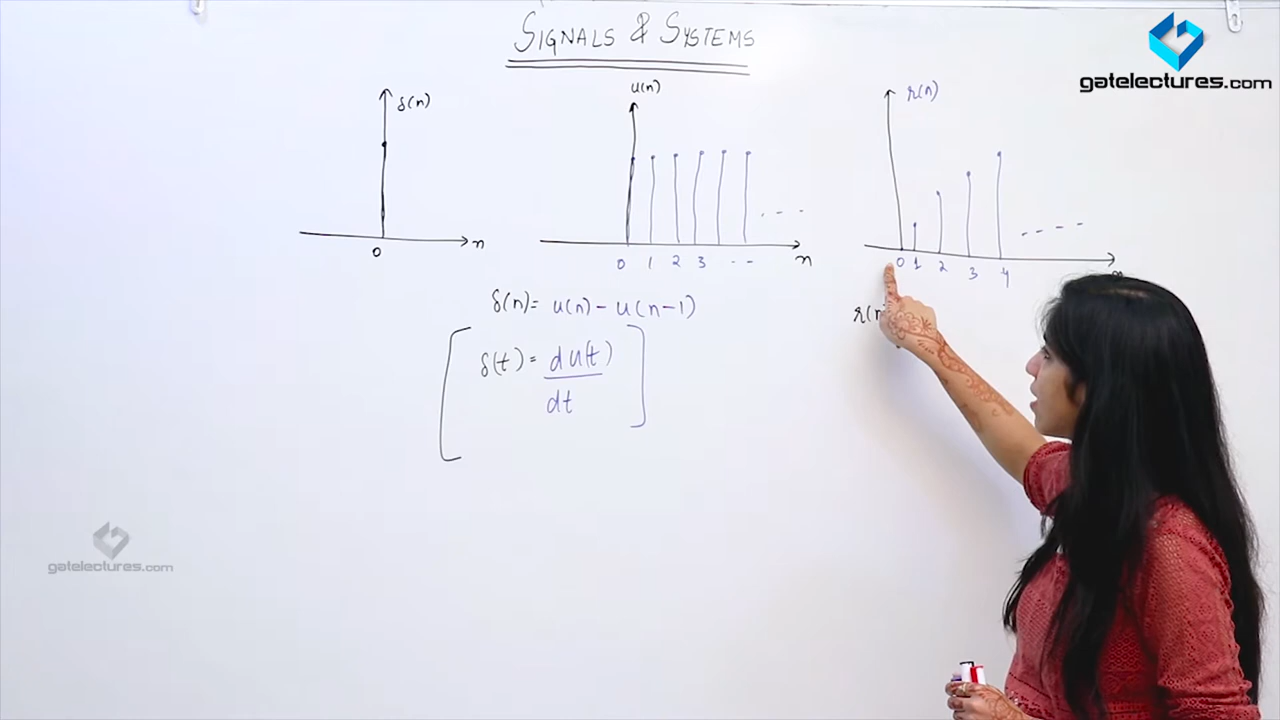 SIGNALS & SYSTEMS
gatelectures.com
δ(n)
0
n
u(n)
0 1 2 3 --
n
r(n)
0 1 2 3 4
δ(n) = u(n) - u(n-1)
δ(t) = du(t)/dt
r(n
gatelectures.com